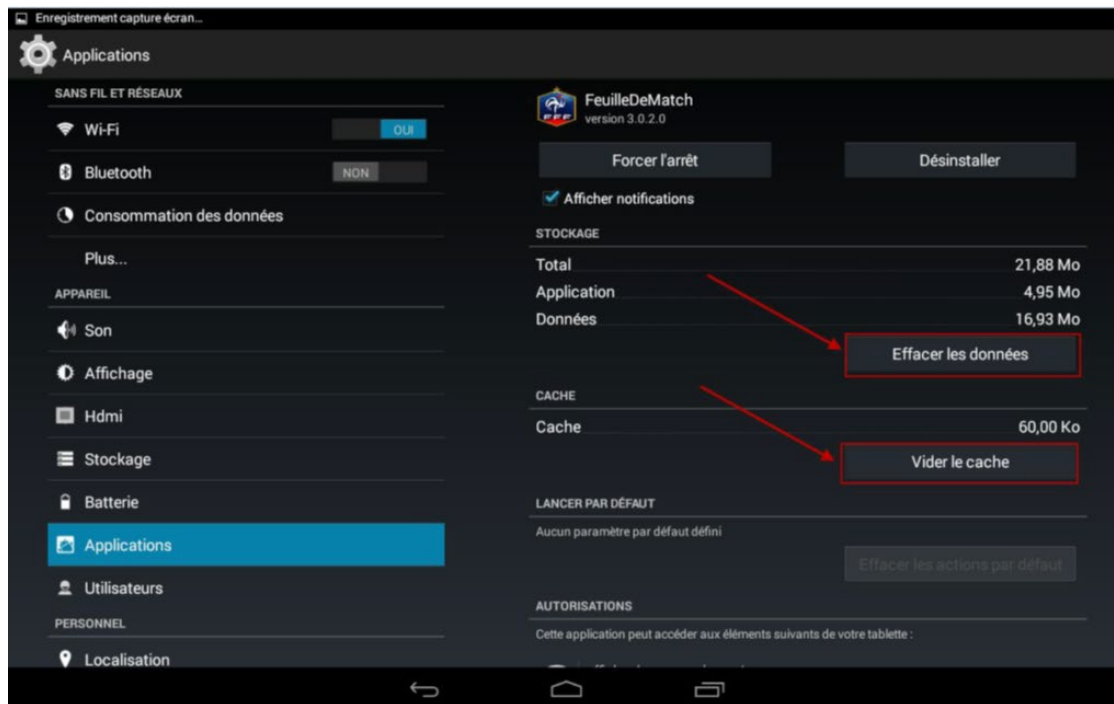 Enregistrement capture écran...
Applications
SANS FIL ET RÉSEAUX
Wi-Fi
OUI
Bluetooth
NON
Consommation des données
Plus...
APPAREIL
Son
Affichage
Hdmi
Stockage
Batterie
Applications
Utilisateurs
PERSONNEL
Localisation
FeuilleDeMatch
version 3.0.2.0
Forcer l'arrêt
Désinstaller
Afficher notifications
STOCKAGE
Total 21,88 Mo
Application 4,95 Mo
Données 16,93 Mo
Effacer les données
CACHE
Cache 60,00 Ko
Vider le cache
LANCER PAR DÉFAUT
Aucun paramètre par défaut défini
Effacer les actions par défaut
AUTORISATIONS
Cette application peut accéder aux éléments suivants de votre tablette :